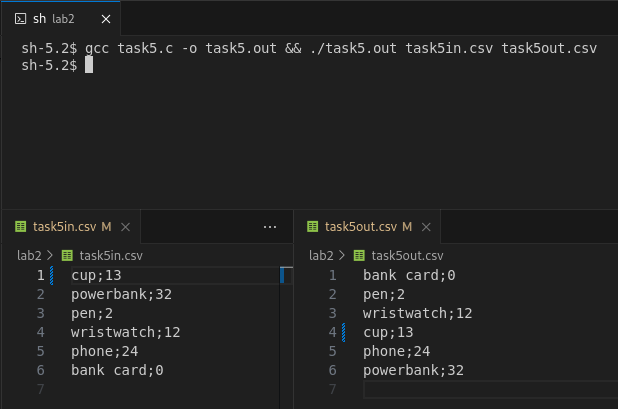 sh lab2
sh-5.2$ gcc task5.c -o task5.out && ./task5.out task5in.csv task5out.csv
sh-5.2$
task5in.csv M
lab2 > task5in.csv
1 cup;13
2 powerbank;32
3 pen;2
4 wristwatch;12
5 phone;24
6 bank card;0
7
task5out.csv M
lab2 > task5out.csv
1 bank card;0
2 pen;2
3 wristwatch;12
4 cup;13
5 phone;24
6 powerbank;32
7